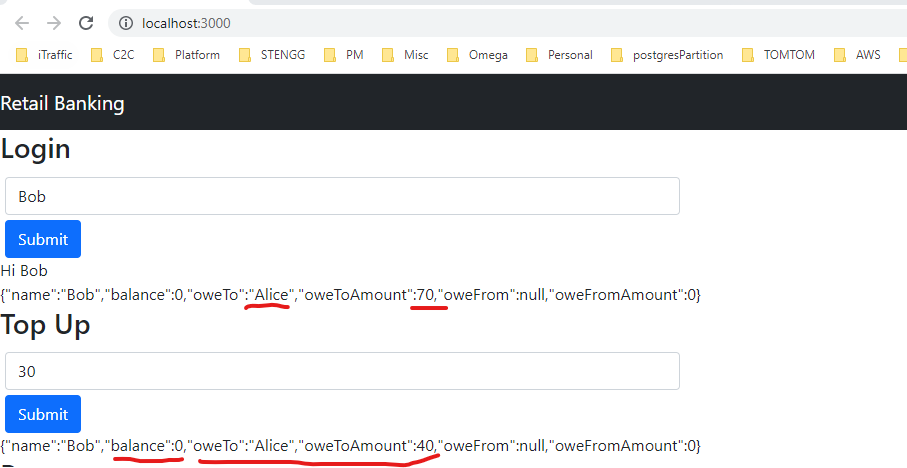 localhost:3000
iTraffic C2C Platform STENGG PM Misc Omega Personal postgresPartition TOMTOM AWS
Retail Banking
Login
Bob
Submit
Hi Bob
{"name":"Bob","balance":0,"oweTo":"Alice","oweToAmount":70,"oweFrom":null,"oweFromAmount":0}
Top Up
30
Submit
{"name":"Bob","balance":0,"oweTo":"Alice","oweToAmount":40,"oweFrom":null,"oweFromAmount":0}